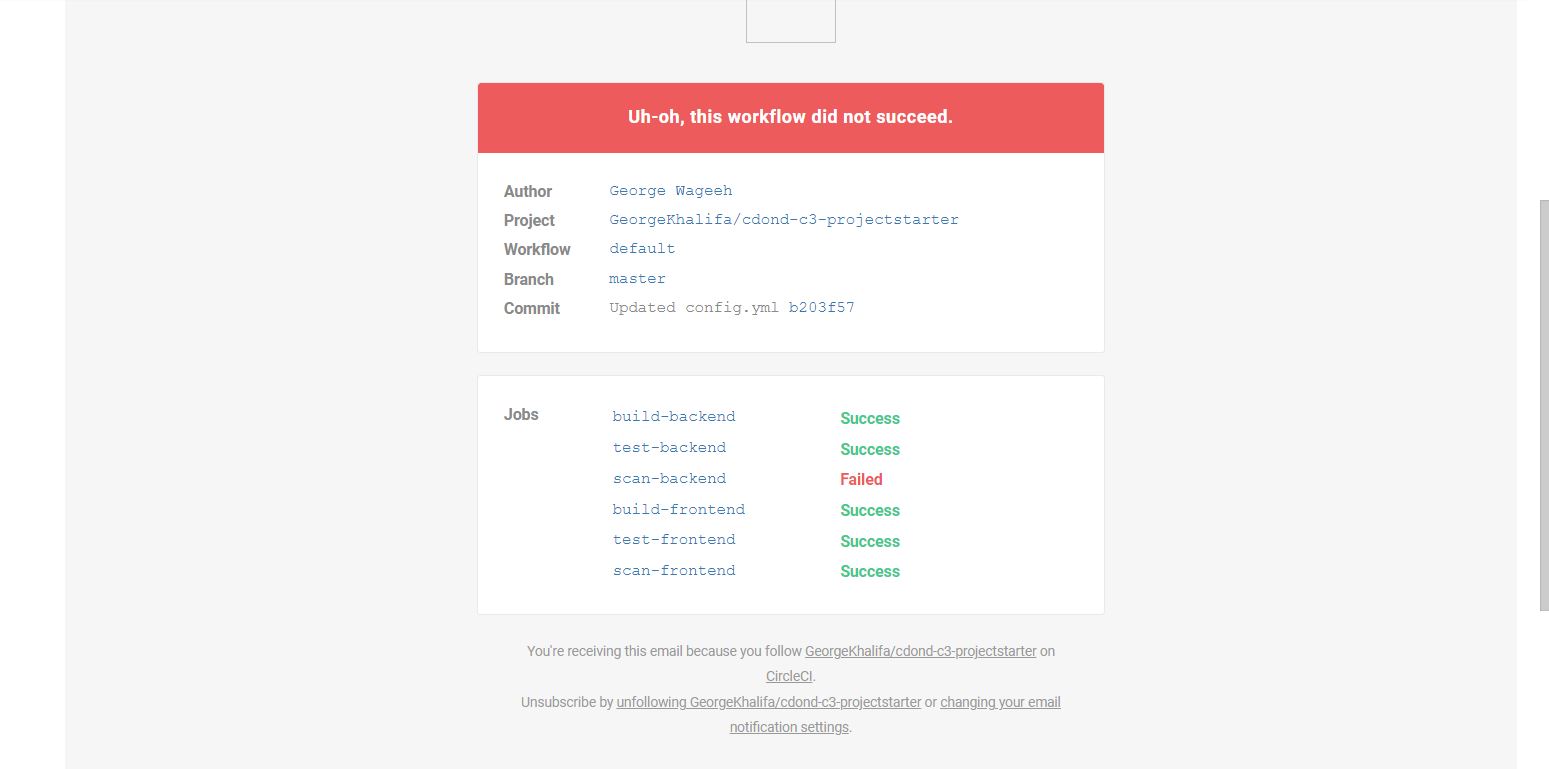 Uh-oh, this workflow did not succeed.
Author George Wageeh
Project GeorgeKhalifa/cdond-c3-projectstarter
Workflow default
Branch master
Commit Updated config.yml b203f57
Jobs build-backend Success
test-backend Success
scan-backend Failed
build-frontend Success
test-frontend Success
scan-frontend Success
You're receiving this email because you follow GeorgeKhalifa/cdond-c3-projectstarter on
CircleCI.
Unsubscribe by unfollowing GeorgeKhalifa/cdond-c3-projectstarter or changing your email
notification settings.